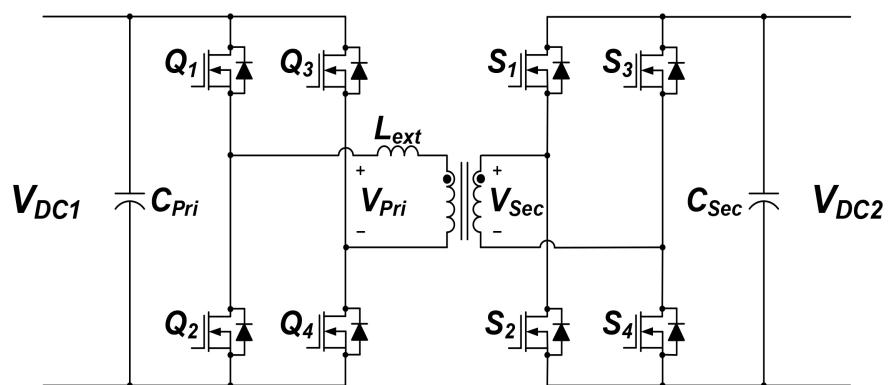 Q1 Q3 S1 S3
Lext
VDC1 CPri + VPri − + VSec − CSec VDC2
Q2 Q4 S2 S4